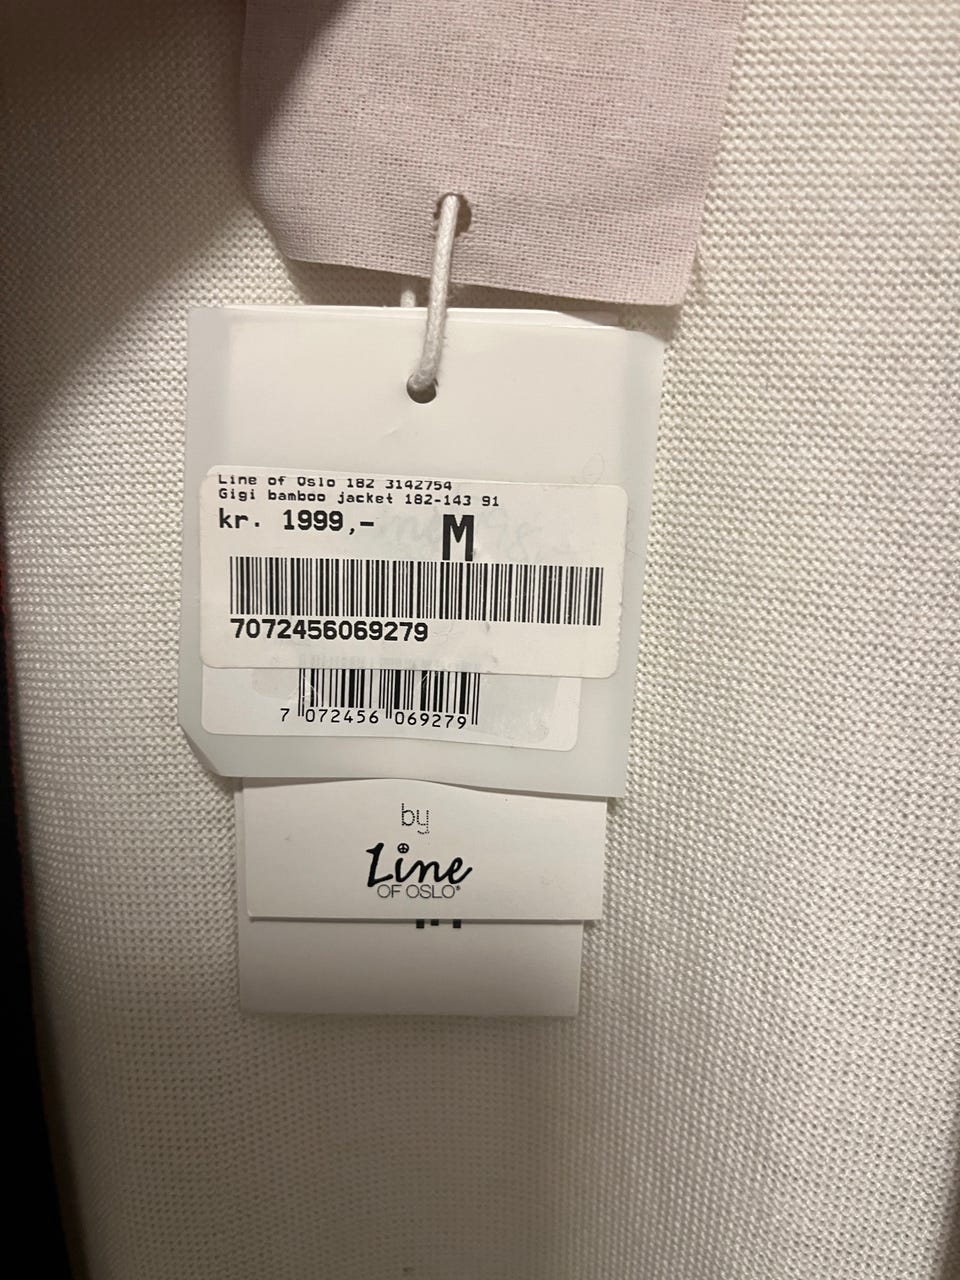 Line of Oslo 182 3142754
Gigi bamboo jacket 182-143 91
kr. 1999,- M
7072456069279
7 072456 069279
by
Line
OF OSLO®